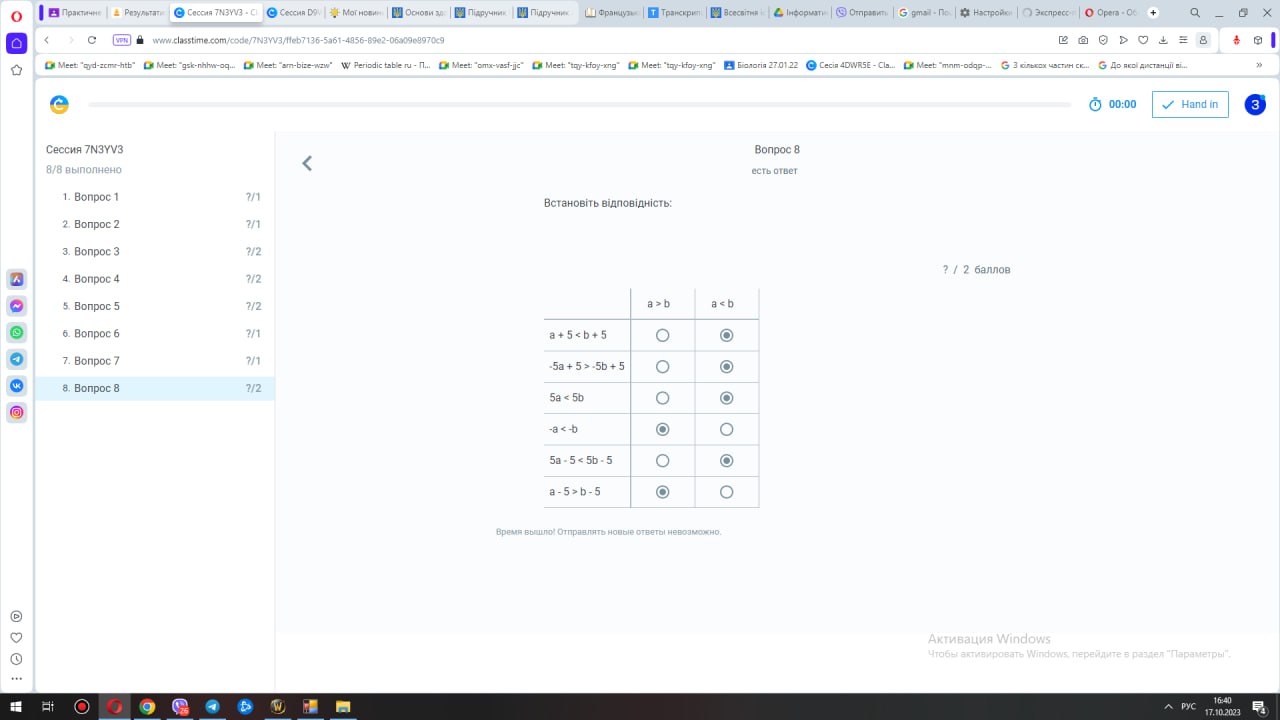 Практичне
Результати
Сессия 7N3YV3 - C
Сессия D9V
Мої новин
Основи здо
Підручник
Підручник
Французьк
Транскрип
Всесвітня і
Інформати
Отправи
gmail - По
Настройки
Экспресс-п
Opera - Об
VPN www.classtime.com/code/7N3YV3/ffeb7136-5a61-4856-89e2-06a09e8970c9
Meet: "qyd-zcmr-htb"
Meet: "gsk-nhhw-oq...
Meet: "arn-bize-wzw"
Periodic table ru - П...
Meet: "omx-vasf-jjc"
Meet: "tqy-kfoy-xng"
Meet: "tqy-kfoy-xng"
Біологія 27.01.22
Сесія 4DWR5E - Cla...
Meet: "mnm-odqp-...
З кількох частин ск...
До якої дистанції ві...
00:00
Hand in
З
Сессия 7N3YV3
8/8 выполнено
1. Вопрос 1 ?/1
2. Вопрос 2 ?/1
3. Вопрос 3 ?/2
4. Вопрос 4 ?/2
5. Вопрос 5 ?/2
6. Вопрос 6 ?/1
7. Вопрос 7 ?/1
8. Вопрос 8 ?/2
Вопрос 8
есть ответ
Встановіть відповідність:
? / 2 баллов
a > b a < b
a + 5 < b + 5
-5a + 5 > -5b + 5
5a < 5b
-a < -b
5a - 5 < 5b - 5
a - 5 > b - 5
Время вышло! Отправлять новые ответы невозможно.
Активация Windows
Чтобы активировать Windows, перейдите в раздел "Параметры".
26
РУС
16:40
17.10.2023
4